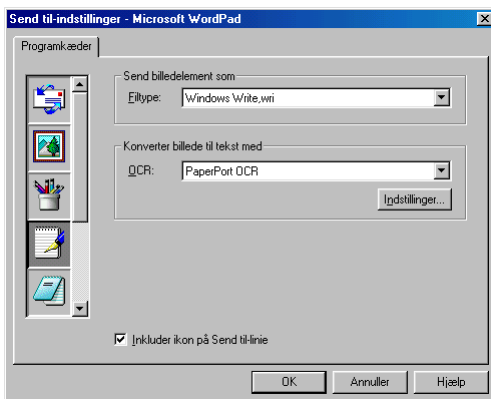 Send til-indstillinger - Microsoft WordPad
Programkæder
Send billedelement som
Filtype: Windows Write,wri
Konverter billede til tekst med
OCR: PaperPort OCR
Indstillinger...
Inkluder ikon på Send til-linie
OK Annuller Hjælp